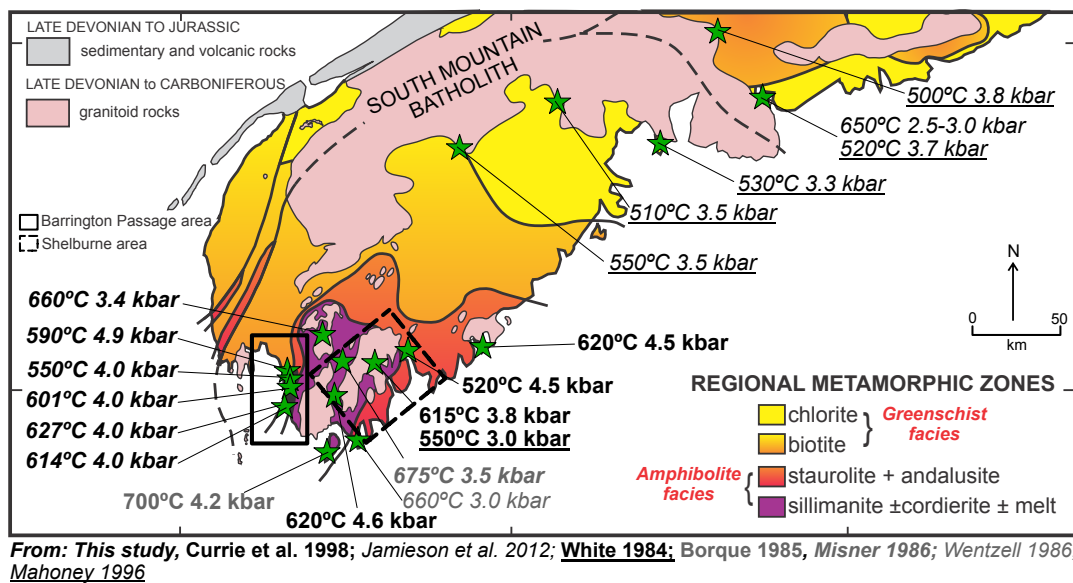 LATE DEVONIAN TO JURASSIC
sedimentary and volcanic rocks
LATE DEVONIAN to CARBONIFEROUS
granitoid rocks
SOUTH MOUNTAIN
BATHOLITH
500ºC 3.8 kbar
650ºC 2.5-3.0 kbar
520ºC 3.7 kbar
530ºC 3.3 kbar
510ºC 3.5 kbar
550ºC 3.5 kbar
Barrington Passage area
Shelburne area
N
0 50
km
660ºC 3.4 kbar
590ºC 4.9 kbar
550ºC 4.0 kbar
601ºC 4.0 kbar
627ºC 4.0 kbar
614ºC 4.0 kbar
700ºC 4.2 kbar
620ºC 4.6 kbar
660ºC 3.0 kbar
675ºC 3.5 kbar
550ºC 3.0 kbar
615ºC 3.8 kbar
520ºC 4.5 kbar
620ºC 4.5 kbar
REGIONAL METAMORPHIC ZONES
chlorite
biotite
Greenschist
facies
Amphibolite
facies
staurolite + andalusite
sillimanite ±cordierite ± melt
From: This study, Currie et al. 1998; Jamieson et al. 2012; White 1984; Borque 1985, Misner 1986; Wentzell 1986;
Mahoney 1996